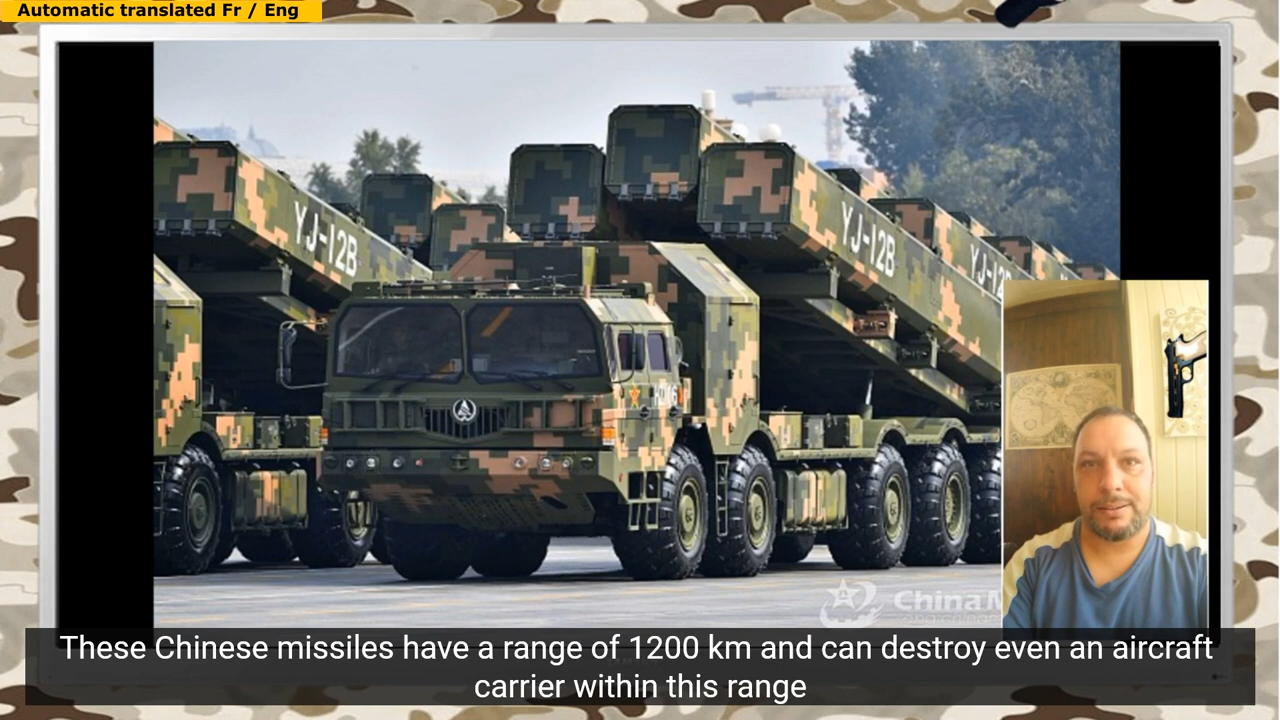 Automatic translated Fr / Eng
YJ-12B
YJ-12B
YJ-12
China
These Chinese missiles have a range of 1200 km and can destroy even an aircraft
carrier within this range